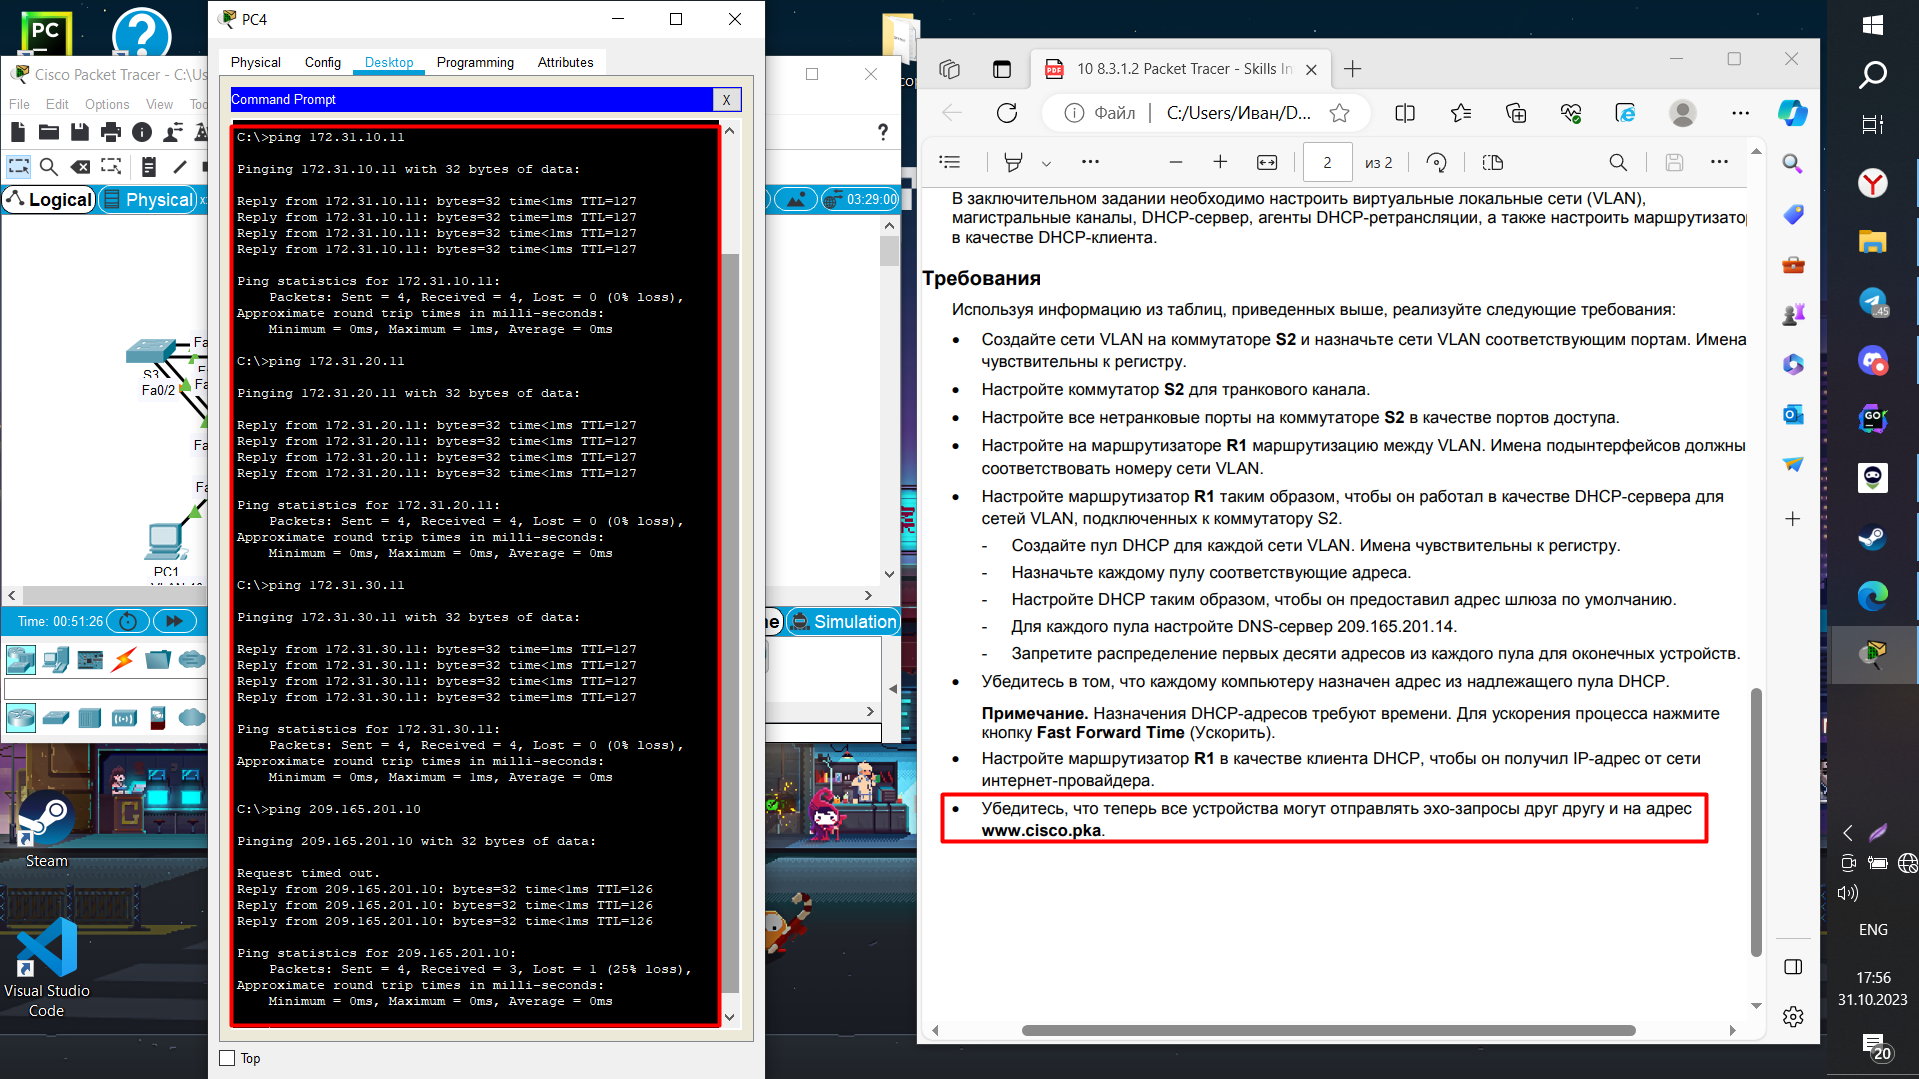 PC4
Physical
Config
Desktop
Programming
Attributes
Command Prompt
X
C:\>ping 172.31.10.11
Pinging 172.31.10.11 with 32 bytes of data:
Reply from 172.31.10.11: bytes=32 time<1ms TTL=127
Reply from 172.31.10.11: bytes=32 time=1ms TTL=127
Reply from 172.31.10.11: bytes=32 time<1ms TTL=127
Reply from 172.31.10.11: bytes=32 time<1ms TTL=127
Ping statistics for 172.31.10.11:
Packets: Sent = 4, Received = 4, Lost = 0 (0% loss),
Approximate round trip times in milli-seconds:
Minimum = 0ms, Maximum = 1ms, Average = 0ms
C:\>ping 172.31.20.11
Pinging 172.31.20.11 with 32 bytes of data:
Reply from 172.31.20.11: bytes=32 time<1ms TTL=127
Reply from 172.31.20.11: bytes=32 time<1ms TTL=127
Reply from 172.31.20.11: bytes=32 time<1ms TTL=127
Reply from 172.31.20.11: bytes=32 time<1ms TTL=127
Ping statistics for 172.31.20.11:
Packets: Sent = 4, Received = 4, Lost = 0 (0% loss),
Approximate round trip times in milli-seconds:
Minimum = 0ms, Maximum = 0ms, Average = 0ms
C:\>ping 172.31.30.11
Pinging 172.31.30.11 with 32 bytes of data:
Reply from 172.31.30.11: bytes=32 time=1ms TTL=127
Reply from 172.31.30.11: bytes=32 time<1ms TTL=127
Reply from 172.31.30.11: bytes=32 time<1ms TTL=127
Reply from 172.31.30.11: bytes=32 time=1ms TTL=127
Ping statistics for 172.31.30.11:
Packets: Sent = 4, Received = 4, Lost = 0 (0% loss),
Approximate round trip times in milli-seconds:
Minimum = 0ms, Maximum = 1ms, Average = 0ms
C:\>ping 209.165.201.10
Pinging 209.165.201.10 with 32 bytes of data:
Request timed out.
Reply from 209.165.201.10: bytes=32 time<1ms TTL=126
Reply from 209.165.201.10: bytes=32 time<1ms TTL=126
Reply from 209.165.201.10: bytes=32 time<1ms TTL=126
Ping statistics for 209.165.201.10:
Packets: Sent = 4, Received = 3, Lost = 1 (25% loss),
Approximate round trip times in milli-seconds:
Minimum = 0ms, Maximum = 0ms, Average = 0ms
Top
Cisco Packet Tracer - C:\Us
File Edit Options View Too
?
Logical
Physical
03:29:00
Fa
S3
Fa0/2
Fa
Fa
Fa
PC1
Time: 00:51:26
Simulation
PC
Steam
Visual Studio
Code
10 8.3.1.2 Packet Tracer - Skills In
Файл
C:/Users/Иван/D...
2
из 2
В заключительном задании необходимо настроить виртуальные локальные сети (VLAN),
магистральные каналы, DHCP-сервер, агенты DHCP-ретрансляции, а также настроить маршрутизатор
в качестве DHCP-клиента.
Требования
Используя информацию из таблиц, приведенных выше, реализуйте следующие требования:
• Создайте сети VLAN на коммутаторе S2 и назначьте сети VLAN соответствующим портам. Имена
чувствительны к регистру.
• Настройте коммутатор S2 для транкового канала.
• Настройте все нетранковые порты на коммутаторе S2 в качестве портов доступа.
• Настройте на маршрутизаторе R1 маршрутизацию между VLAN. Имена подынтерфейсов должны
соответствовать номеру сети VLAN.
• Настройте маршрутизатор R1 таким образом, чтобы он работал в качестве DHCP-сервера для
сетей VLAN, подключенных к коммутатору S2.
- Создайте пул DHCP для каждой сети VLAN. Имена чувствительны к регистру.
- Назначьте каждому пулу соответствующие адреса.
- Настройте DHCP таким образом, чтобы он предоставил адрес шлюза по умолчанию.
- Для каждого пула настройте DNS-сервер 209.165.201.14.
- Запретите распределение первых десяти адресов из каждого пула для оконечных устройств.
• Убедитесь в том, что каждому компьютеру назначен адрес из надлежащего пула DHCP.
Примечание. Назначения DHCP-адресов требуют времени. Для ускорения процесса нажмите
кнопку Fast Forward Time (Ускорить).
• Настройте маршрутизатор R1 в качестве клиента DHCP, чтобы он получил IP-адрес от сети
интернет-провайдера.
• Убедитесь, что теперь все устройства могут отправлять эхо-запросы друг другу и на адрес
www.cisco.pka.
ENG
17:56
31.10.2023
20